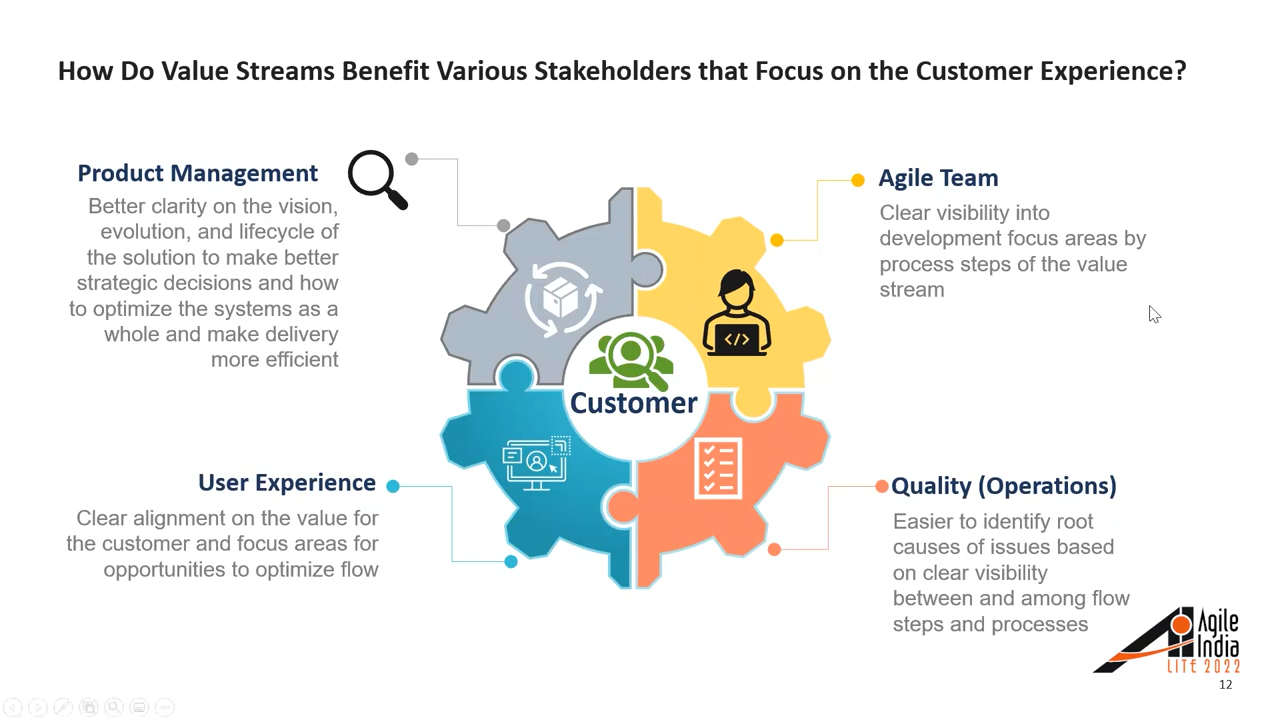 How Do Value Streams Benefit Various Stakeholders that Focus on the Customer Experience?
Product Management
Better clarity on the vision,
evolution, and lifecycle of
the solution to make better
strategic decisions and how
to optimize the systems as a
whole and make delivery
more efficient
Agile Team
Clear visibility into
development focus areas by
process steps of the value
stream
</>
Customer
User Experience
Clear alignment on the value for
the customer and focus areas for
opportunities to optimize flow
Quality (Operations)
Easier to identify root
causes of issues based
on clear visibility
between and among flow
steps and processes
Agile
India
LITE 2022
12